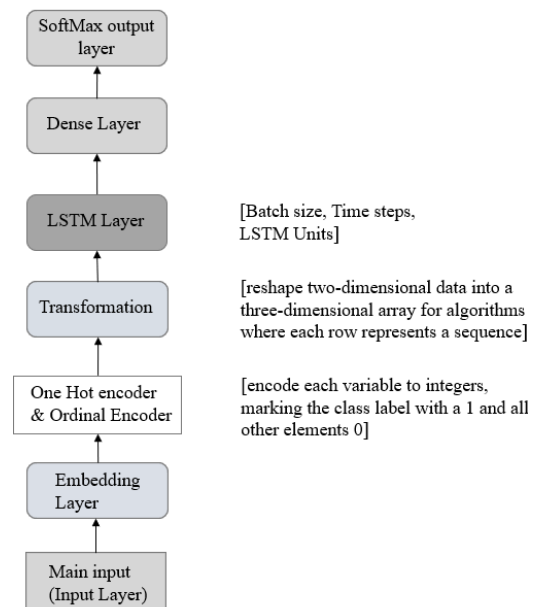 SoftMax output
layer
Dense Layer
LSTM Layer
[Batch size, Time steps,
LSTM Units]
Transformation
[reshape two-dimensional data into a
three-dimensional array for algorithms
where each row represents a sequence]
One Hot encoder
& Ordinal Encoder
[encode each variable to integers,
marking the class label with a 1 and all
other elements 0]
Embedding
Layer
Main input
(Input Layer)